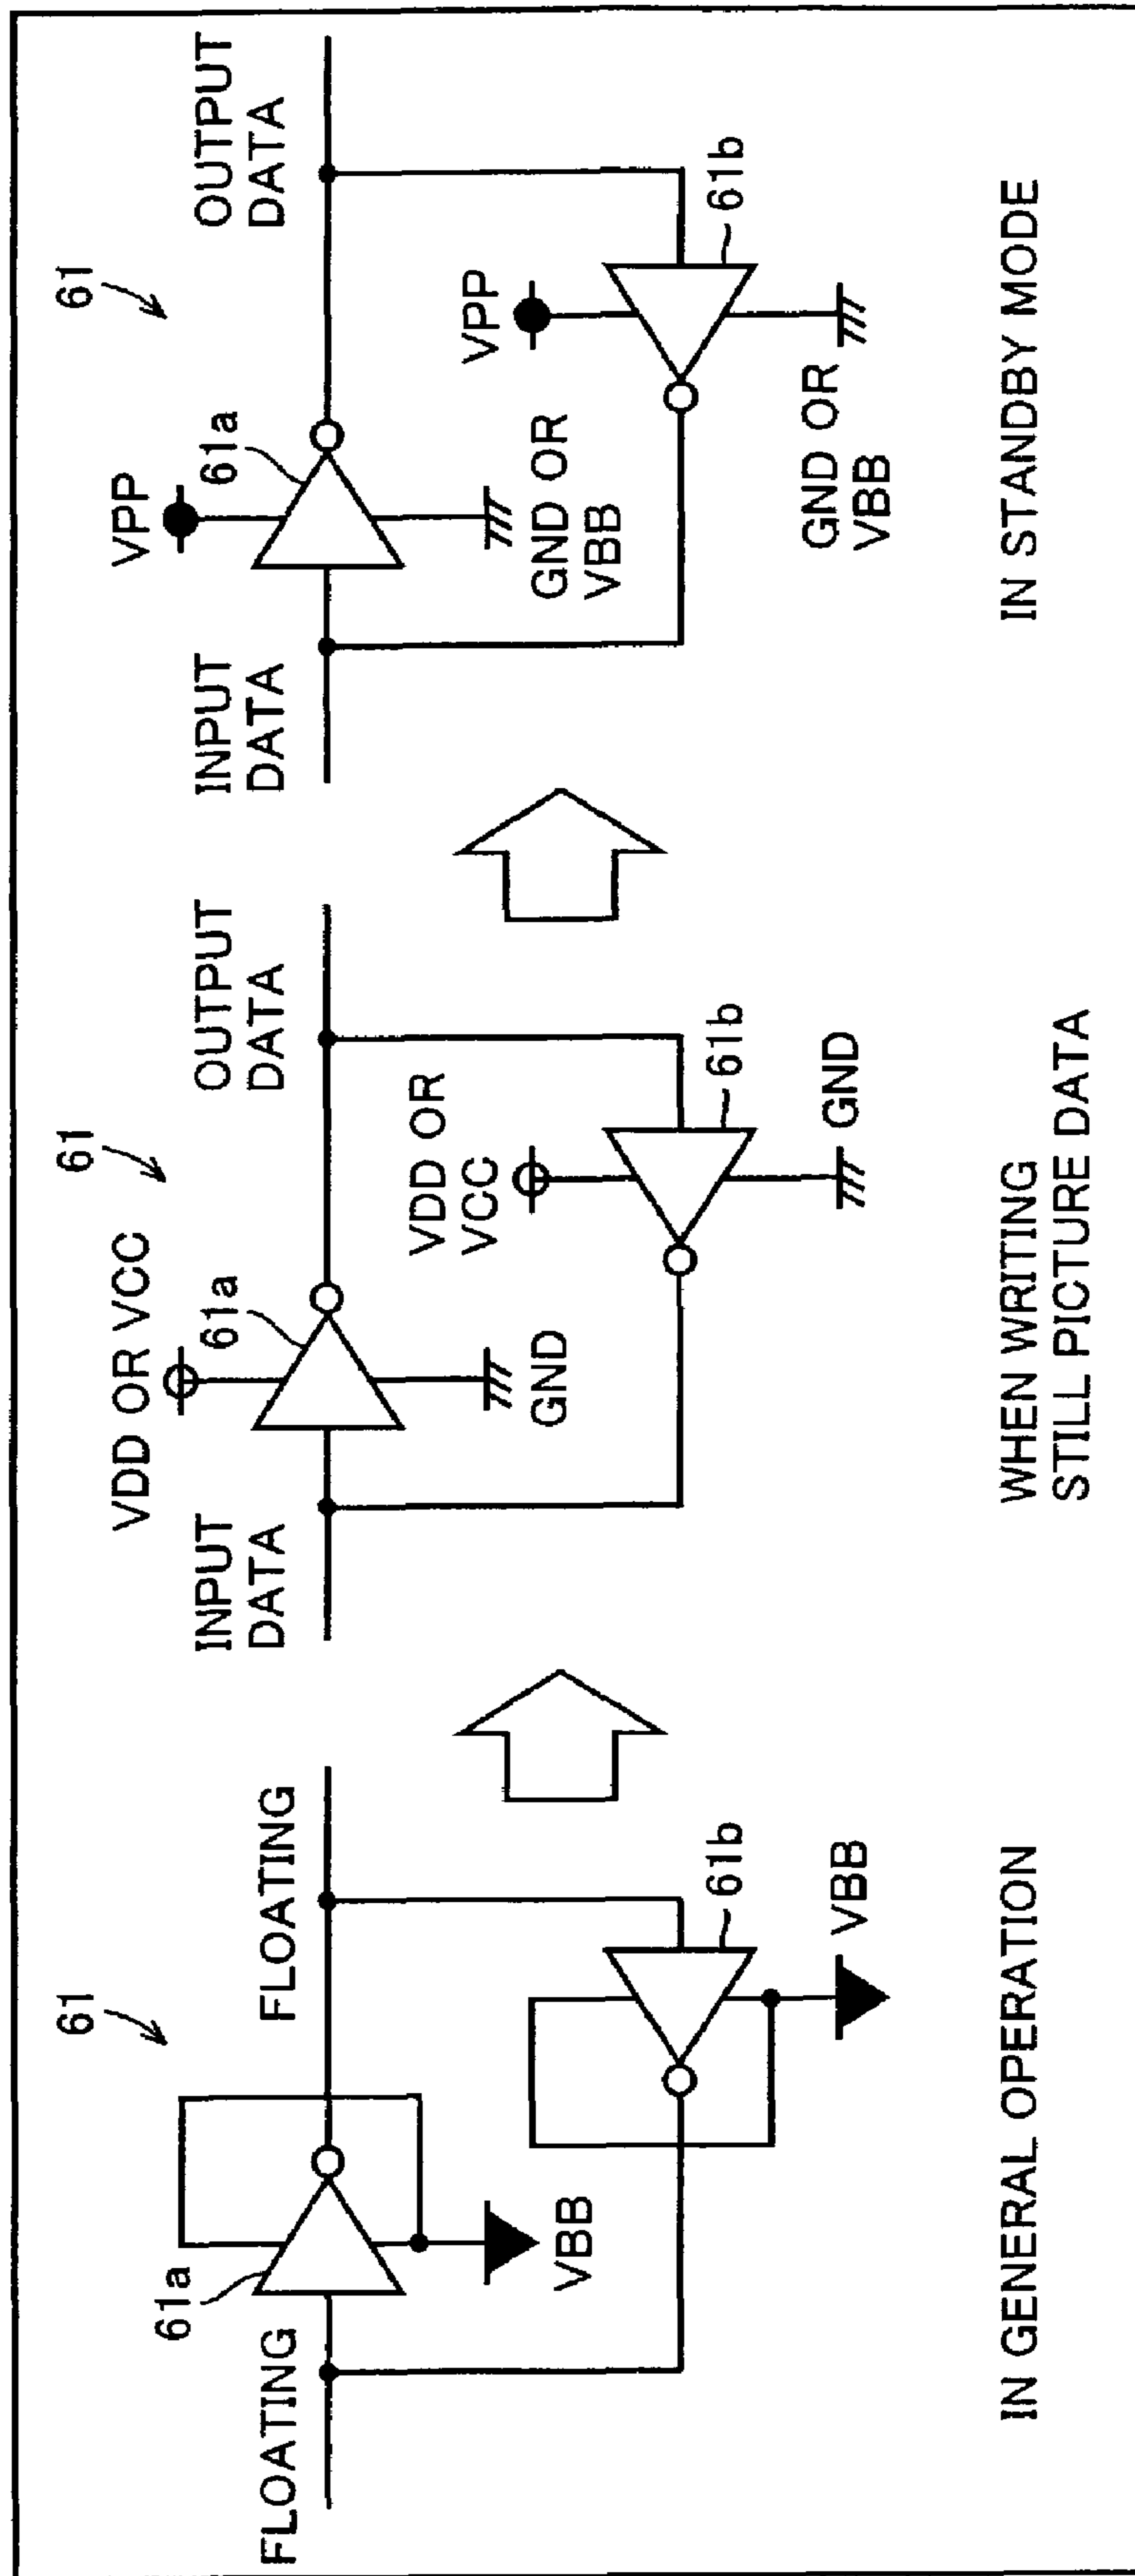 61
FLOATING
FLOATING
61a
VBB
61b
VBB
IN GENERAL OPERATION
61
VDD OR VCC
INPUT
DATA
OUTPUT
DATA
61a
GND
VDD OR
VCC
61b
GND
WHEN WRITING
STILL PICTURE DATA
61
VPP
INPUT
DATA
OUTPUT
DATA
61a
GND OR
VBB
VPP
61b
GND OR
VBB
IN STANDBY MODE